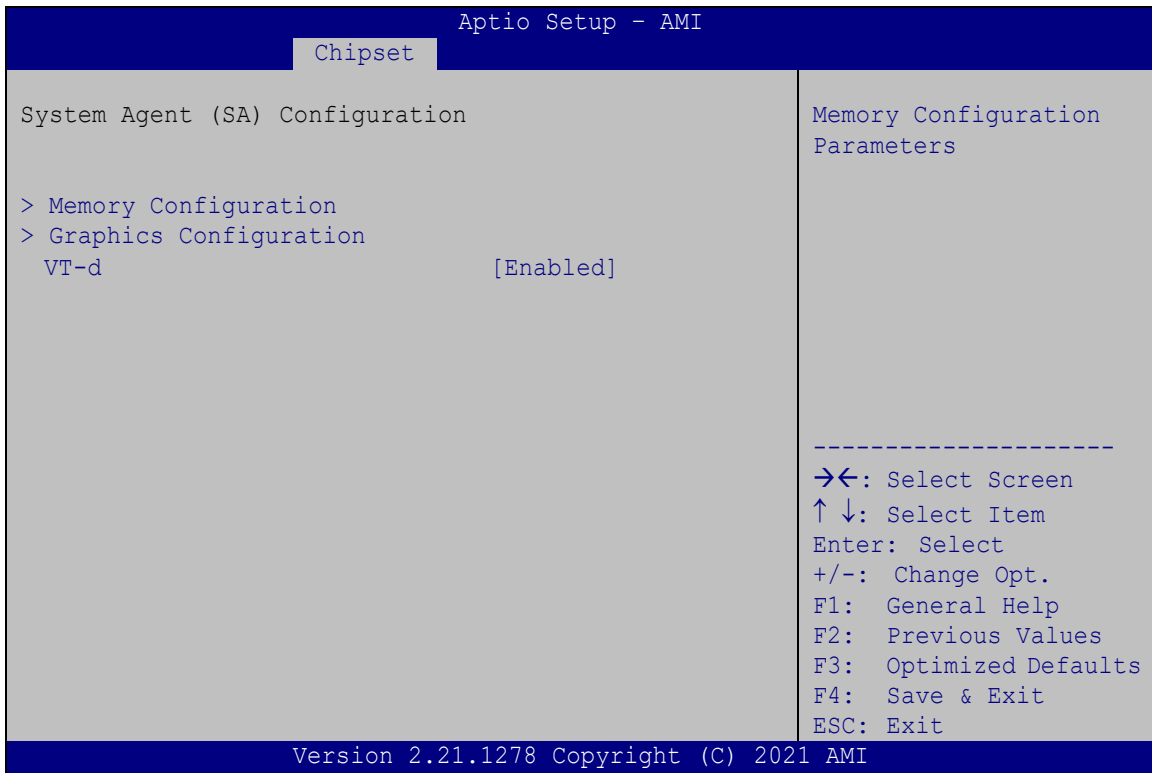 Aptio Setup – AMI
Chipset
System Agent (SA) Configuration
> Memory Configuration
> Graphics Configuration
VT-d [Enabled]
Memory Configuration
Parameters
---------------------
→←: Select Screen
↑ ↓: Select Item
Enter: Select
+/-: Change Opt.
F1: General Help
F2: Previous Values
F3: Optimized Defaults
F4: Save & Exit
ESC: Exit
Version 2.21.1278 Copyright (C) 2021 AMI